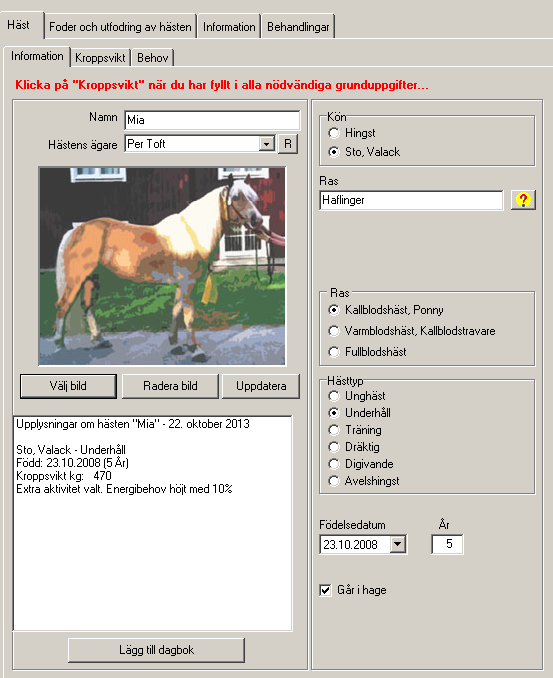 Häst
Foder och utfodring av hästen
Information
Behandlingar
Information
Kroppsvikt
Behov
Klicka på "Kroppsvikt" när du har fyllt i alla nödvändiga grunduppgifter...
Namn
Mia
Hästens ägare
Per Toft
R
Välj bild
Radera bild
Uppdatera
Upplysningar om hästen "Mia" - 22. oktober 2013
Sto, Valack - Underhåll
Född: 23.10.2008 (5 År)
Kroppsvikt kg: 470
Extra aktivitet valt. Energibehov höjt med 10%
Lägg till dagbok
Kön
Hingst
Sto, Valack
Ras
Haflinger
?
Ras
Kallblodshäst, Ponny
Varmblodshäst, Kallblodstravare
Fullblodshäst
Hästtyp
Unghäst
Underhåll
Träning
Dräktig
Digivande
Avelshingst
Födelsedatum
År
23.10.2008
5
Går i hage